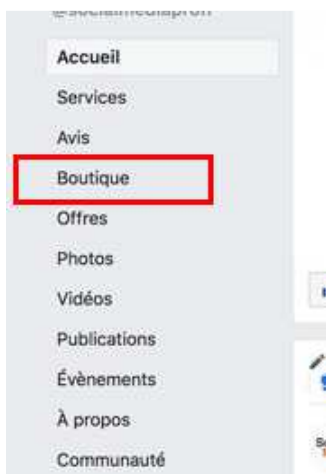 Accueil
Services
Avis
Boutique
Offres
Photos
Vidéos
Publications
Évènements
À propos
Communauté